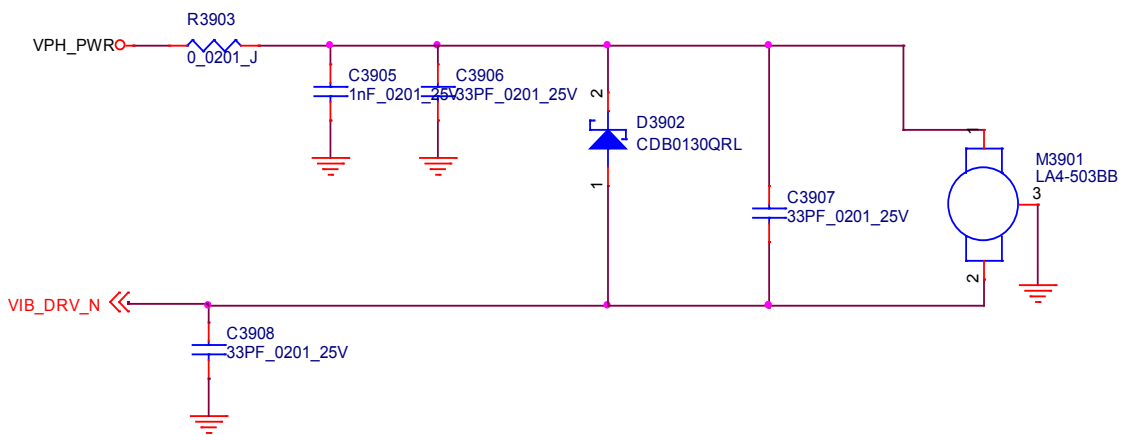 R3903
VPH_PWR
0_0201_J
C3905
1nF_0201_25V
C3906
33PF_0201_25V
2
D3902
CDB0130QRL
1
C3907
33PF_0201_25V
1
M3901
LA4-503BB
3
2
VIB_DRV_N
C3908
33PF_0201_25V